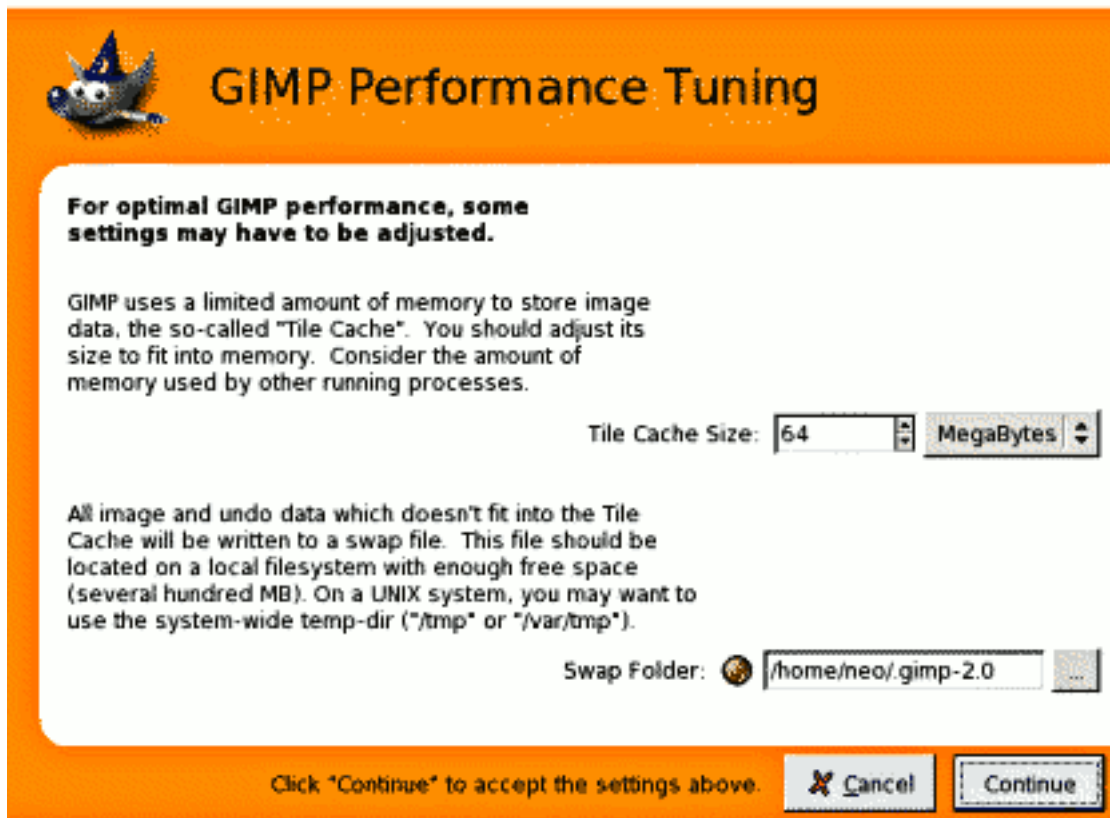 GIMP Performance Tuning
For optimal GIMP performance, some
settings may have to be adjusted.
GIMP uses a limited amount of memory to store image
data, the so-called "Tile Cache".  You should adjust its
size to fit into memory.  Consider the amount of
memory used by other running processes.
Tile Cache Size: 64 MegaBytes
All image and undo data which doesn't fit into the Tile
Cache will be written to a swap file.  This file should be
located on a local filesystem with enough free space
(several hundred MB). On a UNIX system, you may want to
use the system-wide temp-dir ("/tmp" or "/var/tmp").
Swap Folder: /home/neo/.gimp-2.0 ...
Click "Continue" to accept the settings above. Cancel Continue